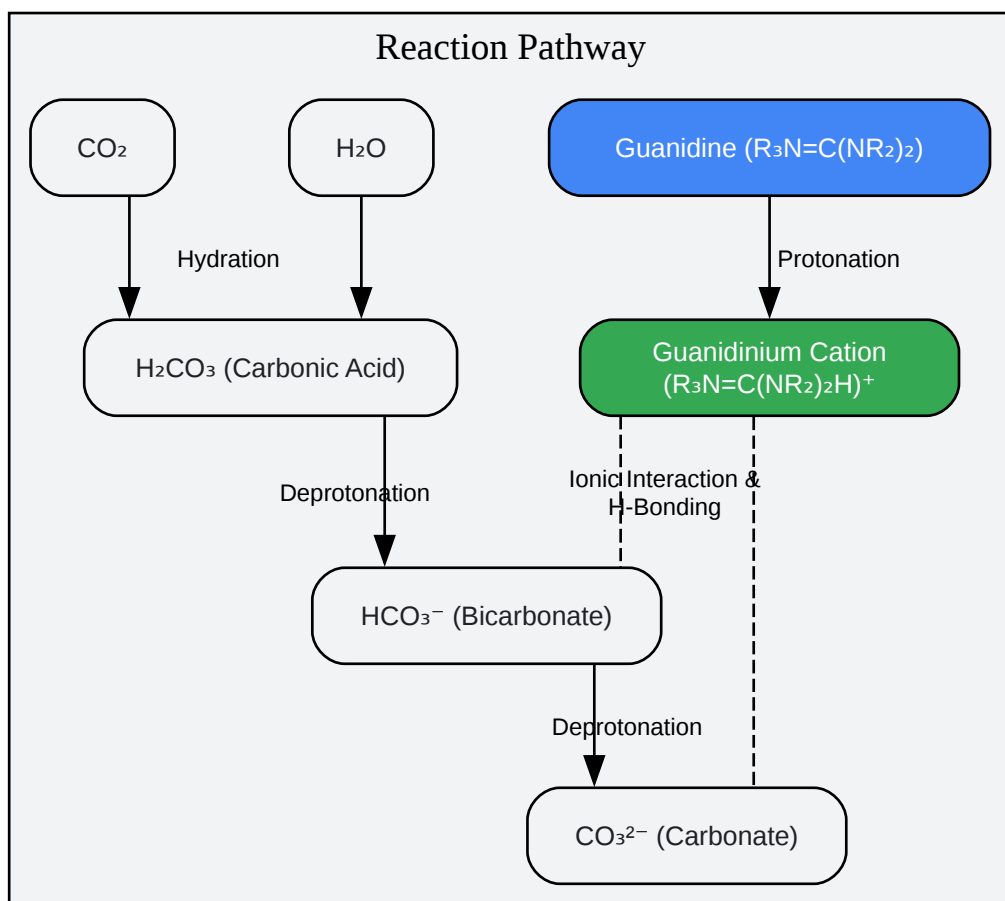 Reaction Pathway
CO₂
H₂O
Guanidine (R₃N=C(NR₂)₂)
Hydration
Protonation
H₂CO₃ (Carbonic Acid)
Guanidinium Cation
(R₃N=C(NR₂)₂H)⁺
Deprotonation
Ionic Interaction &
H-Bonding
HCO₃⁻ (Bicarbonate)
Deprotonation
CO₃²⁻ (Carbonate)